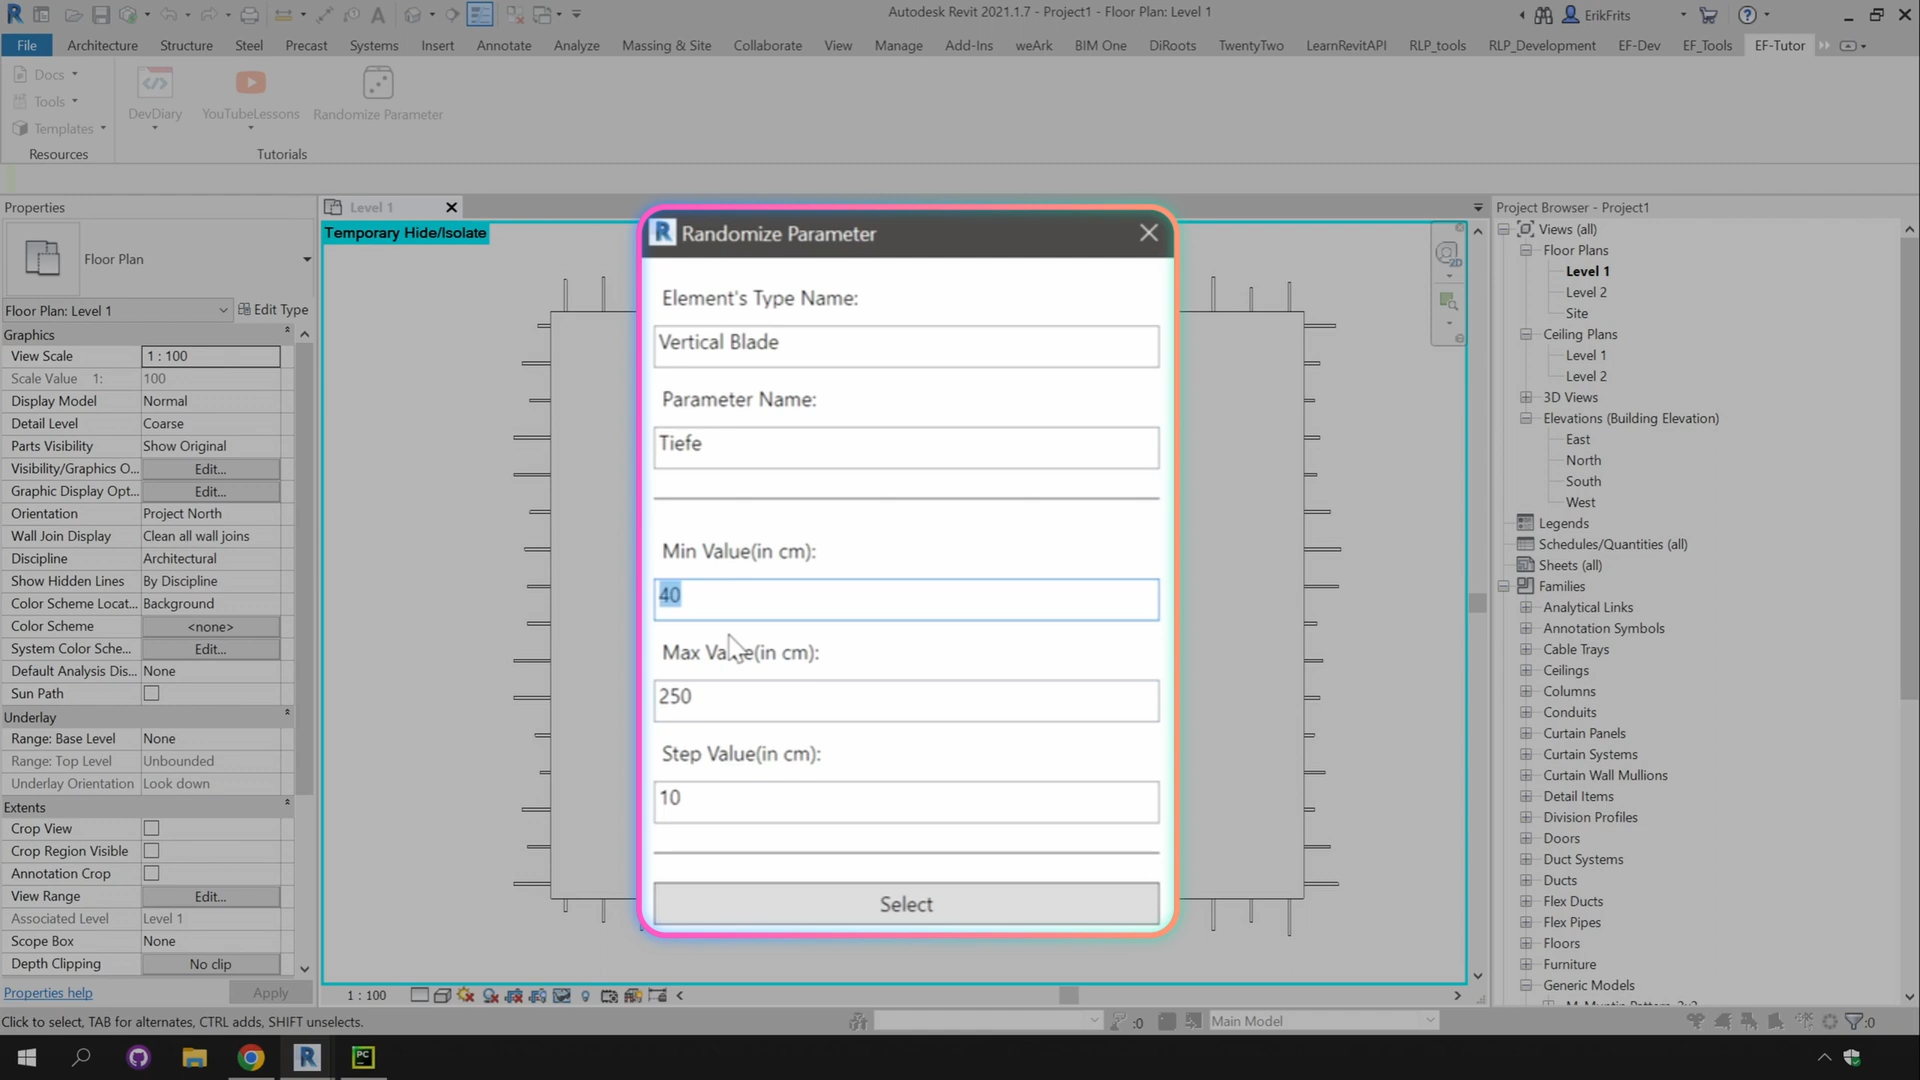 Autodesk Revit 2021.1.7 - Project1 - Floor Plan: Level 1
ErikFrits
File Architecture Structure Steel Precast Systems Insert Annotate Analyze Massing & Site Collaborate View Manage Add-Ins weArk BIM One DiRoots TwentyTwo LearnRevitAPI RLP_tools RLP_Development EF-Dev EF_Tools EF-Tutor
Docs
Tools
Templates
Resources
DevDiary YouTubeLessons Randomize Parameter
Tutorials
Properties
Floor Plan
Floor Plan: Level 1 Edit Type
Graphics
View Scale 1 : 100
Scale Value 1: 100
Display Model Normal
Detail Level Coarse
Parts Visibility Show Original
Visibility/Graphics O... Edit...
Graphic Display Opt... Edit...
Orientation Project North
Wall Join Display Clean all wall joins
Discipline Architectural
Show Hidden Lines By Discipline
Color Scheme Locat... Background
Color Scheme <none>
System Color Sche... Edit...
Default Analysis Dis... None
Sun Path
Underlay
Range: Base Level None
Range: Top Level Unbounded
Underlay Orientation Look down
Extents
Crop View
Crop Region Visible
Annotation Crop
View Range Edit...
Associated Level Level 1
Scope Box None
Depth Clipping No clip
Properties help Apply
Level 1
Temporary Hide/Isolate
R Randomize Parameter
Element's Type Name:
Vertical Blade
Parameter Name:
Tiefe
Min Value(in cm):
40
Max Value(in cm):
250
Step Value(in cm):
10
Select
2D
Project Browser - Project1
Views (all)
Floor Plans
Level 1
Level 2
Site
Ceiling Plans
Level 1
Level 2
3D Views
Elevations (Building Elevation)
East
North
South
West
Legends
Schedules/Quantities (all)
Sheets (all)
Families
Analytical Links
Annotation Symbols
Cable Trays
Ceilings
Columns
Conduits
Curtain Panels
Curtain Systems
Curtain Wall Mullions
Detail Items
Division Profiles
Doors
Duct Systems
Ducts
Flex Ducts
Flex Pipes
Floors
Furniture
Generic Models
1 : 100
Click to select, TAB for alternates, CTRL adds, SHIFT unselects.
:0
Main Model
:0
R
PC